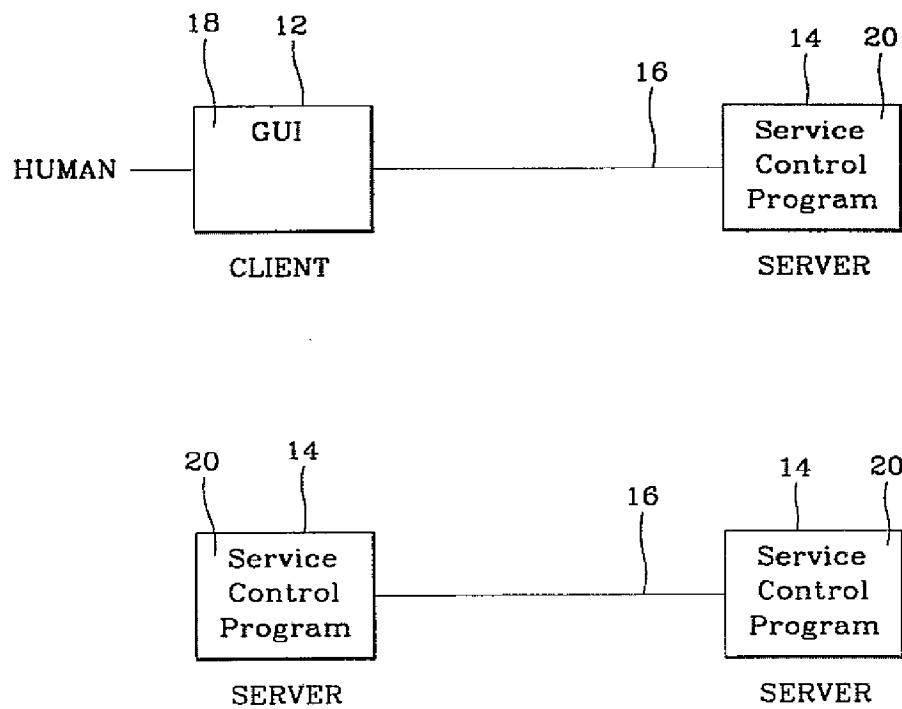 18 12 14 20
16
GUI
HUMAN
Service
Control
Program
CLIENT
SERVER
20 14 14 20
16
Service
Control
Program
Service
Control
Program
SERVER
SERVER